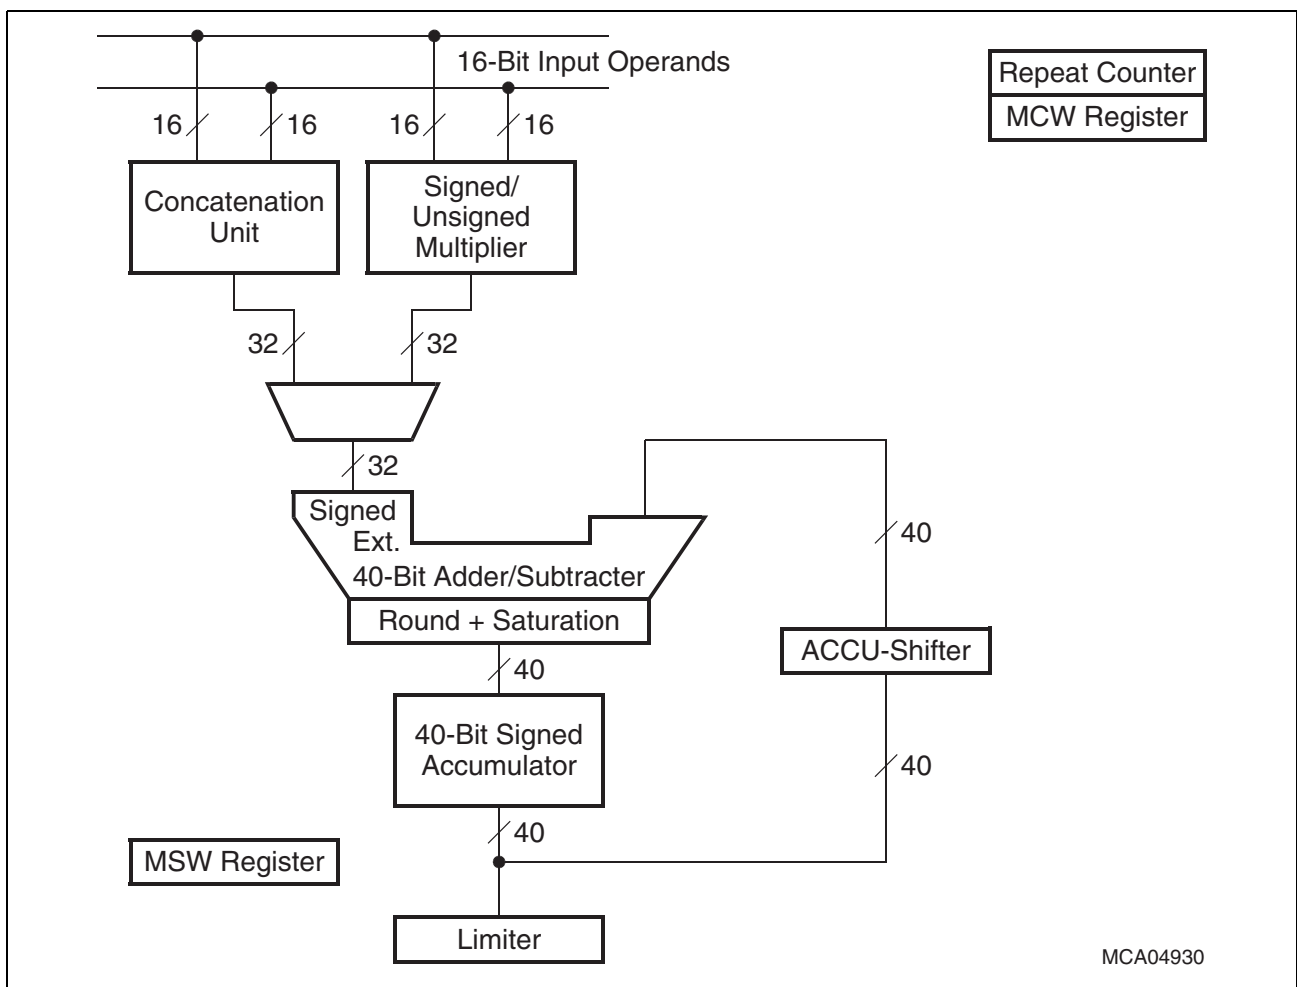 16-Bit Input Operands
Repeat Counter
MCW Register
16
16
16
16
Concatenation
Unit
Signed/
Unsigned
Multiplier
32
32
32
Signed
Ext.
40-Bit Adder/Subtracter
Round + Saturation
40
ACCU-Shifter
40
40-Bit Signed
Accumulator
40
40
MSW Register
Limiter
MCA04930